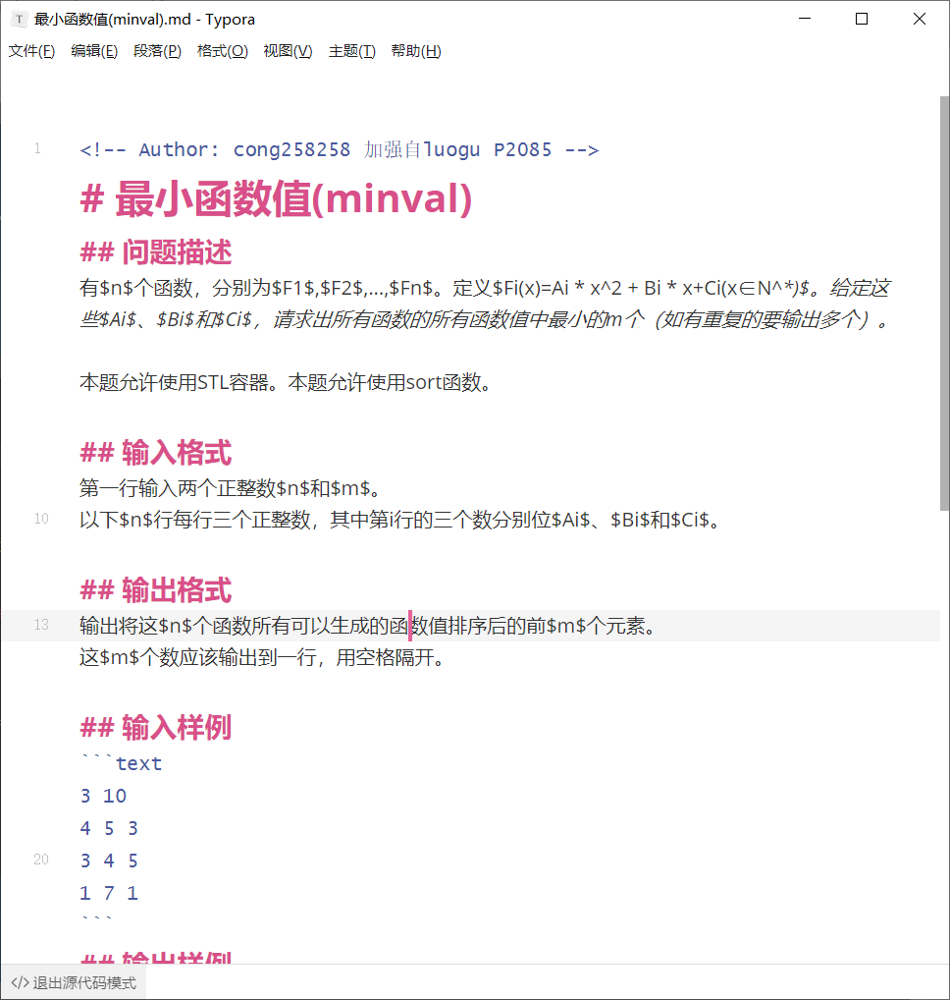 最小函数值(minval).md - Typora
文件(F) 编辑(E) 段落(P) 格式(O) 视图(V) 主题(T) 帮助(H)
1 <!-- Author: cong258258 加强自luogu P2085 -->
# 最小函数值(minval)
## 问题描述
有$n$个函数，分别为$F1$,$F2$,...,$Fn$。定义$Fi(x)=Ai * x^2 + Bi * x+Ci(x∈N^*)$。给定这
些$Ai$、$Bi$和$Ci$，请求出所有函数的所有函数值中最小的m个（如有重复的要输出多个）。
本题允许使用STL容器。本题允许使用sort函数。
## 输入格式
第一行输入两个正整数$n$和$m$。
10 以下$n$行每行三个正整数，其中第i行的三个数分别位$Ai$、$Bi$和$Ci$。
## 输出格式
13 输出将这$n$个函数所有可以生成的函数值排序后的前$m$个元素。
这$m$个数应该输出到一行，用空格隔开。
## 输入样例
```text
3 10
4 5 3
20 3 4 5
1 7 1
```
## 输出样例
</> 退出源代码模式